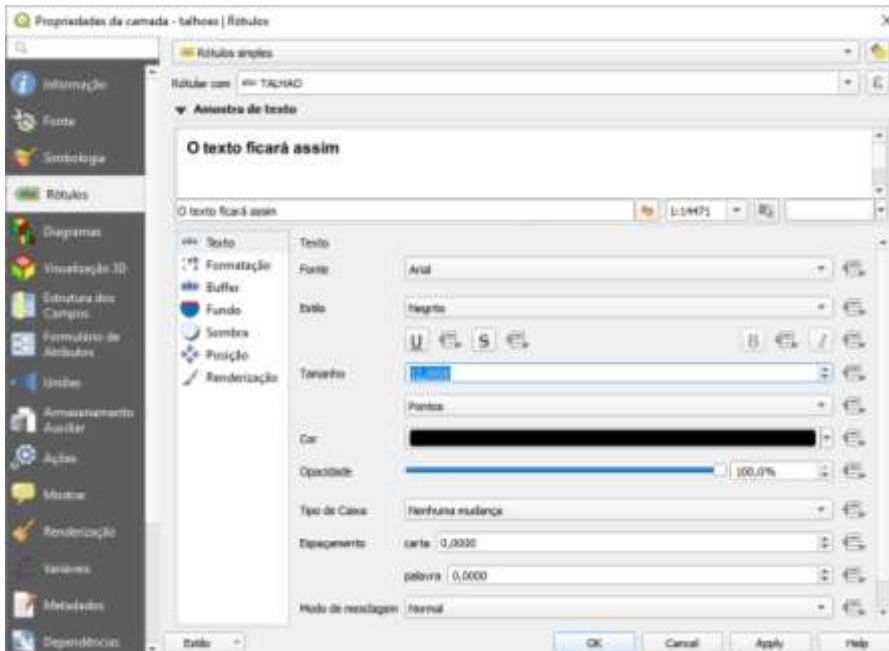 Propriedades da camada - talhoes | Rótulos
Rótulos simples
Rótular com abc TALHAO
Amostra de texto
O texto ficará assim
O texto ficará assim
1:14471
Informação
Fonte
Simbologia
Rótulos
Diagramas
Visualização 3D
Estrutura dos
Campos
Formulário de
Atributos
Uniões
Armazenamento
Auxiliar
Ações
Mostrar
Renderização
Variáveis
Metadados
Dependências
Texto
Formatação
Buffer
Fundo
Sombra
Posição
Renderização
Texto
Fonte Arial
Estilo Negrito
U S B I
Tamanho
Pontos
Cor
Opacidade 100,0%
Tipo de Caixa Nenhuma mudança
Espaçamento carta 0,0000
palavra 0,0000
Modo de mesclagem Normal
Estilo OK Cancel Apply Help